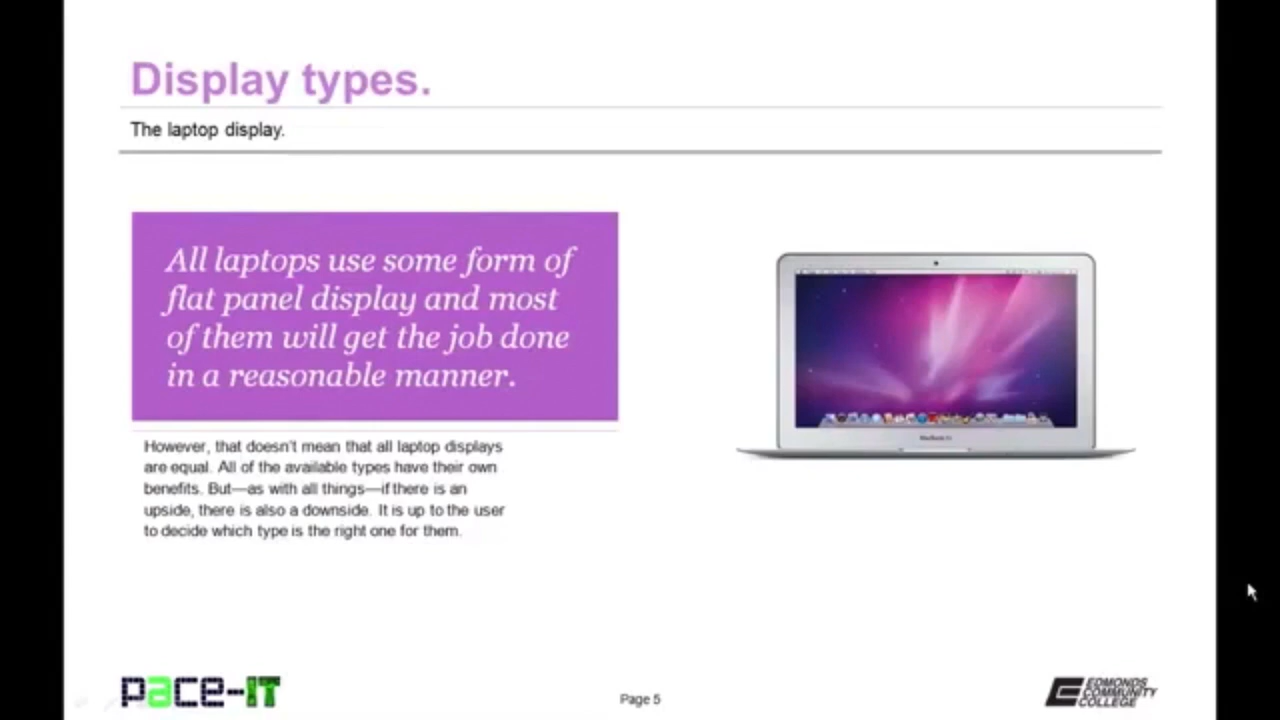 Display types.
The laptop display.
All laptops use some form of
flat panel display and most
of them will get the job done
in a reasonable manner.
However, that doesn't mean that all laptop displays
are equal. All of the available types have their own
benefits. But—as with all things—if there is an
upside, there is also a downside. It is up to the user
to decide which type is the right one for them.
MacBook Air
pace-IT
Page 5
EDMONDS
COMMUNITY
COLLEGE